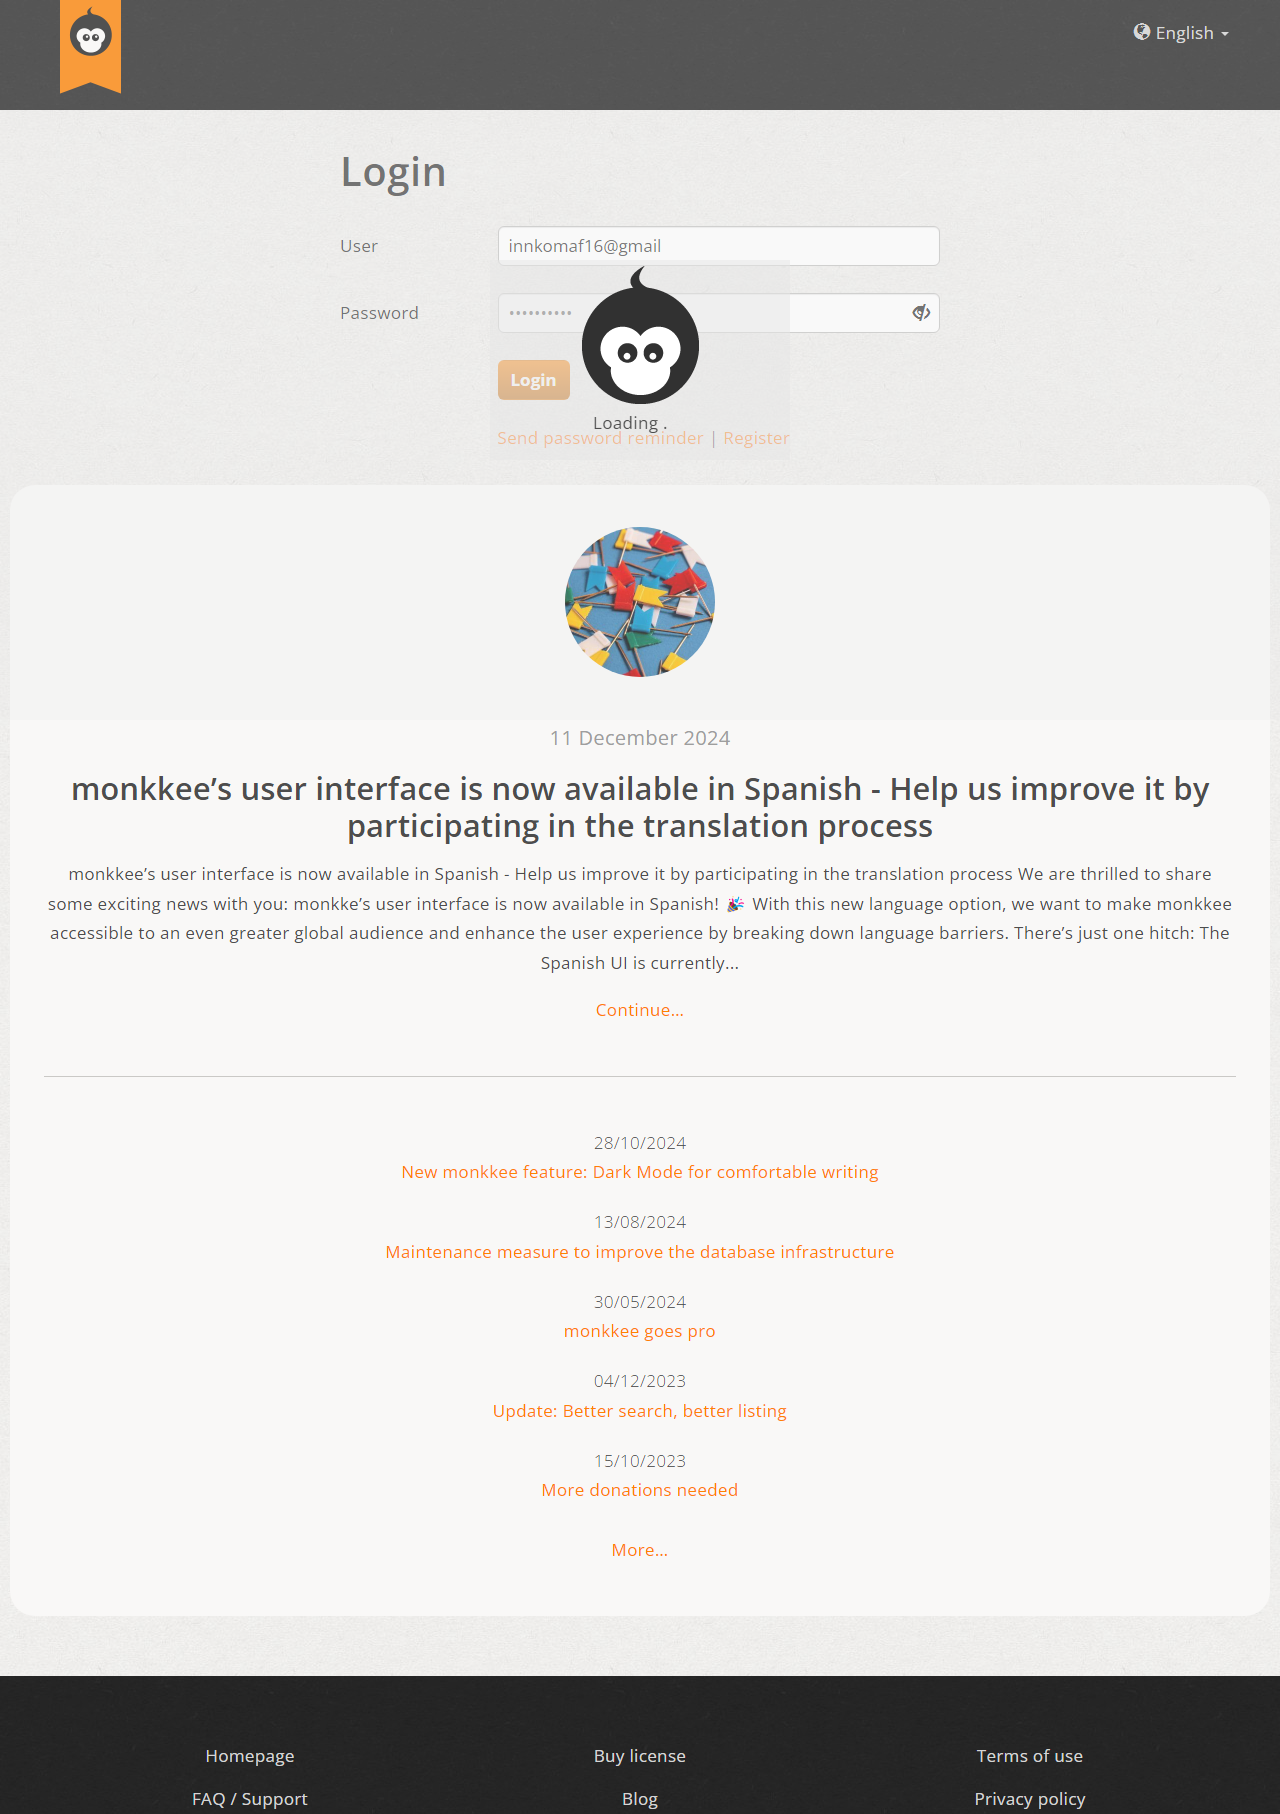 English
Login
User
innkomaf16@gmail
Password
••••••••••
Login
Loading .
Send password reminder | Register
11 December 2024
monkkee’s user interface is now available in Spanish - Help us improve it by
participating in the translation process
monkkee’s user interface is now available in Spanish - Help us improve it by participating in the translation process We are thrilled to share
some exciting news with you: monkke’s user interface is now available in Spanish! 🎉 With this new language option, we want to make monkkee
accessible to an even greater global audience and enhance the user experience by breaking down language barriers. There’s just one hitch: The
Spanish UI is currently...
Continue...
28/10/2024
New monkkee feature: Dark Mode for comfortable writing
13/08/2024
Maintenance measure to improve the database infrastructure
30/05/2024
monkkee goes pro
04/12/2023
Update: Better search, better listing
15/10/2023
More donations needed
More...
Homepage
Buy license
Terms of use
FAQ / Support
Blog
Privacy policy